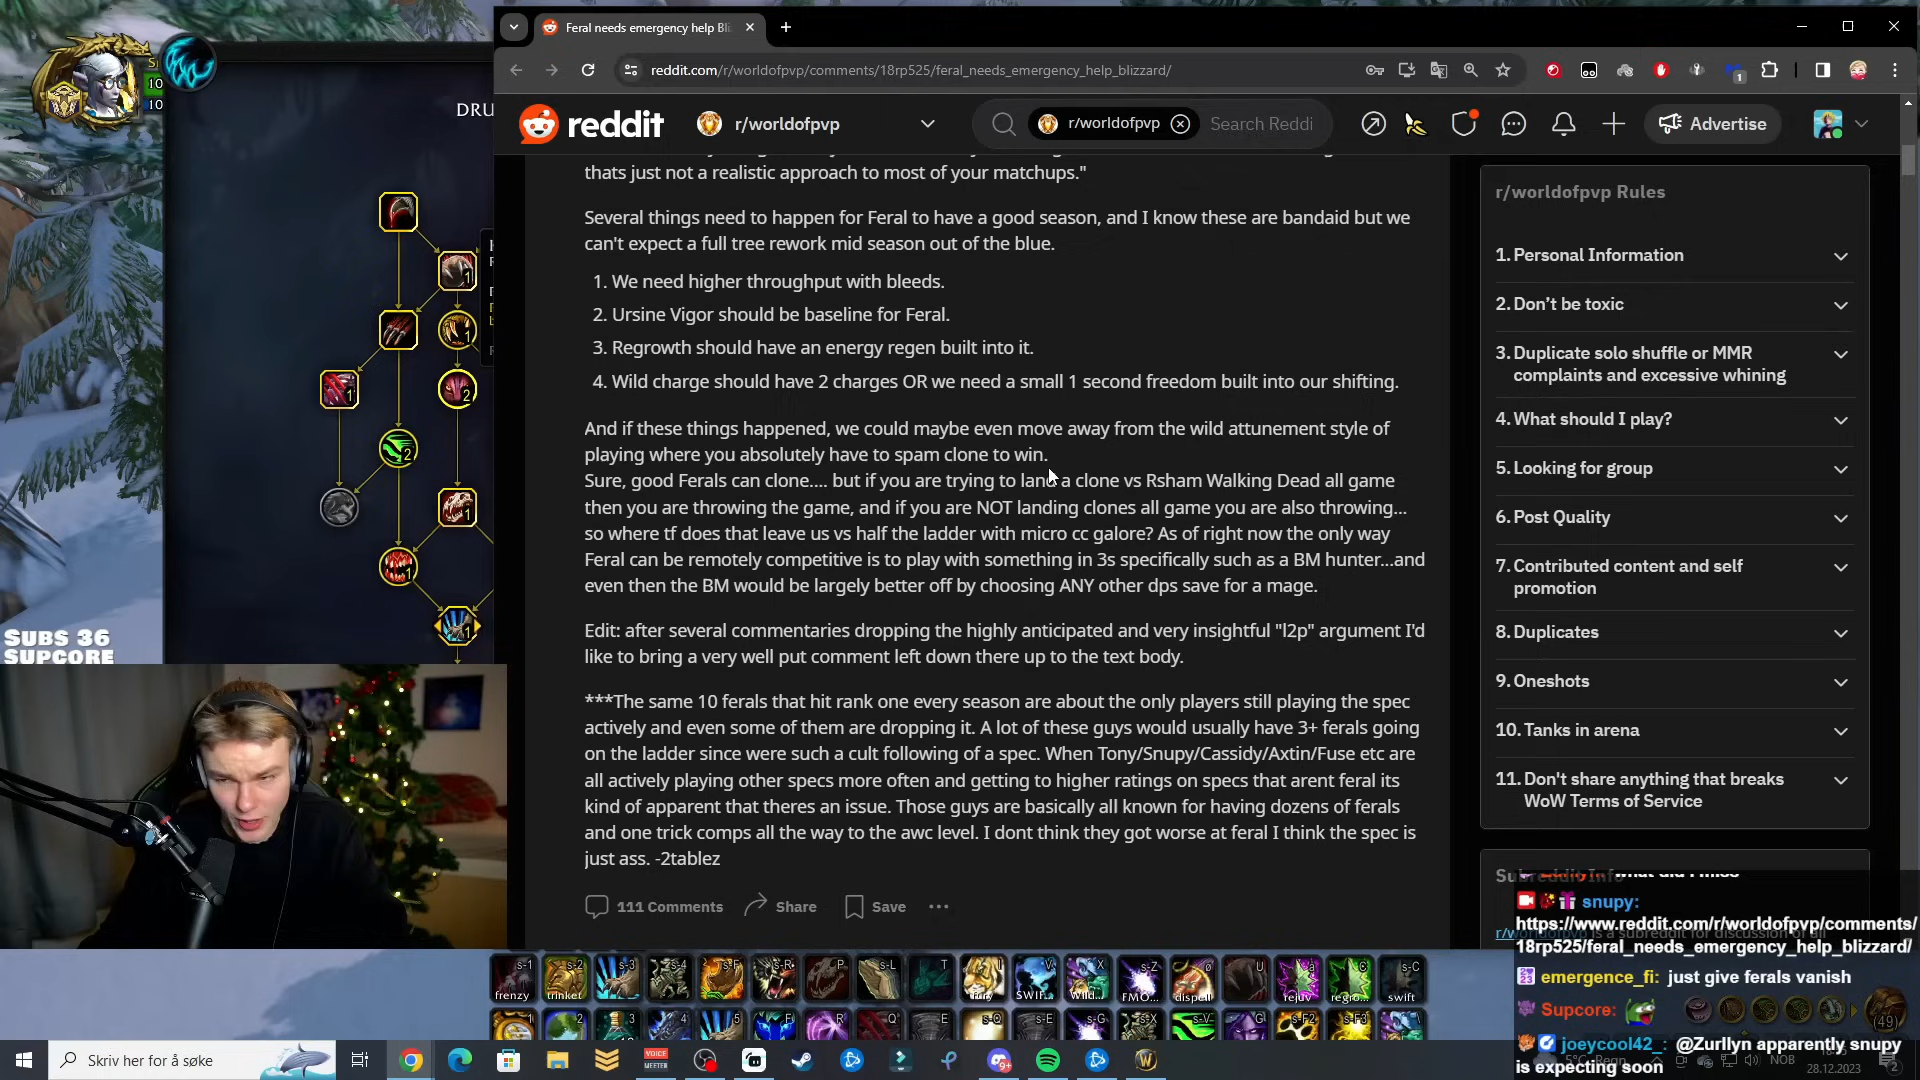 Feral needs emergency help Bli
reddit.com/r/worldofpvp/comments/18rp525/feral_needs_emergency_help_blizzard/
reddit
r/worldofpvp
r/worldofpvp
Search Reddi
Advertise
DRU
10
10
thats just not a realistic approach to most of your matchups."
Several things need to happen for Feral to have a good season, and I know these are bandaid but we
can't expect a full tree rework mid season out of the blue.
1. We need higher throughput with bleeds.
2. Ursine Vigor should be baseline for Feral.
3. Regrowth should have an energy regen built into it.
4. Wild charge should have 2 charges OR we need a small 1 second freedom built into our shifting.
And if these things happened, we could maybe even move away from the wild attunement style of
playing where you absolutely have to spam clone to win.
Sure, good Ferals can clone.... but if you are trying to land a clone vs Rsham Walking Dead all game
then you are throwing the game, and if you are NOT landing clones all game you are also throwing...
so where tf does that leave us vs half the ladder with micro cc galore? As of right now the only way
Feral can be remotely competitive is to play with something in 3s specifically such as a BM hunter...and
even then the BM would be largely better off by choosing ANY other dps save for a mage.
Edit: after several commentaries dropping the highly anticipated and very insightful "l2p" argument I'd
like to bring a very well put comment left down there up to the text body.
***The same 10 ferals that hit rank one every season are about the only players still playing the spec
actively and even some of them are dropping it. A lot of these guys would usually have 3+ ferals going
on the ladder since were such a cult following of a spec. When Tony/Snupy/Cassidy/Axtin/Fuse etc are
all actively playing other specs more often and getting to higher ratings on specs that arent feral its
kind of apparent that theres an issue. Those guys are basically all known for having dozens of ferals
and one trick comps all the way to the awc level. I dont think they got worse at feral I think the spec is
just ass. -2tablez
111 Comments
Share
Save
r/worldofpvp Rules
1. Personal Information
2. Don't be toxic
3. Duplicate solo shuffle or MMR
complaints and excessive whining
4. What should I play?
5. Looking for group
6. Post Quality
7. Contributed content and self
promotion
8. Duplicates
9. Oneshots
10. Tanks in arena
11. Don't share anything that breaks
WoW Terms of Service
SUBS 36
SUPCORE
snupy:
https://www.reddit.com/r/worldofpvp/comments/
18rp525/feral_needs_emergency_help_blizzard/
emergence_fi: just give ferals vanish
Supcore:
(49)
joeycool42_: @Zurllyn apparently snupy
is expecting soon
s-1 s-2 s-3 s-4 s-F s-R P s-L T V X s-Z ø U s-C
frenzy trinket fury SWIF... Wild... FMO... dispell rejuv regro... swift
2 3 4 5 F R Q E s-Q s-E s-G s-X V G F2 s-F3
Skriv her for å søke
VOICE
MEETER
NOB
28.12.2023